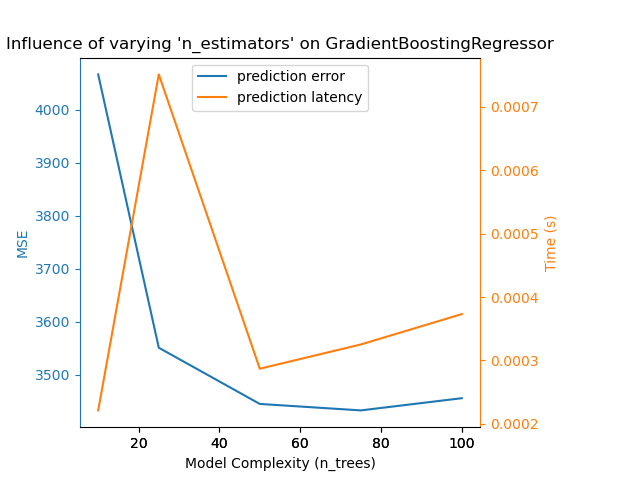 Influence of varying 'n_estimators' on GradientBoostingRegressor
prediction error
prediction latency
4000
3900
3800
3700
3600
3500
MSE
0.0007
0.0006
0.0005
0.0004
0.0003
0.0002
Time (s)
20 40 60 80 100
Model Complexity (n_trees)